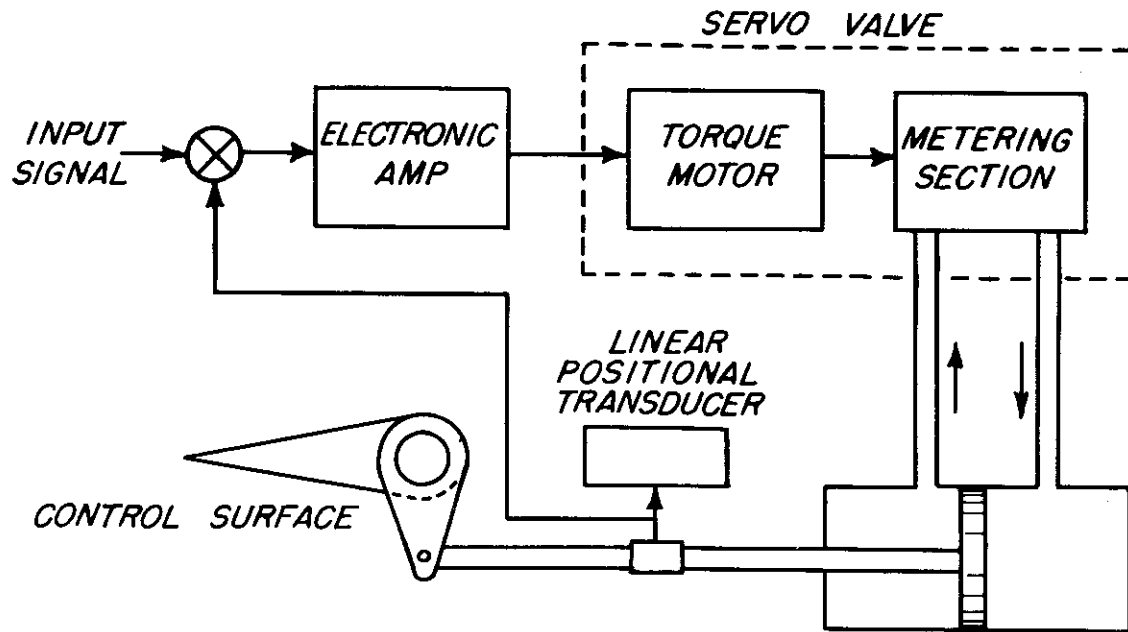 SERVO VALVE
INPUT
SIGNAL
ELECTRONIC
AMP
TORQUE
MOTOR
METERING
SECTION
LINEAR
POSITIONAL
TRANSDUCER
CONTROL SURFACE